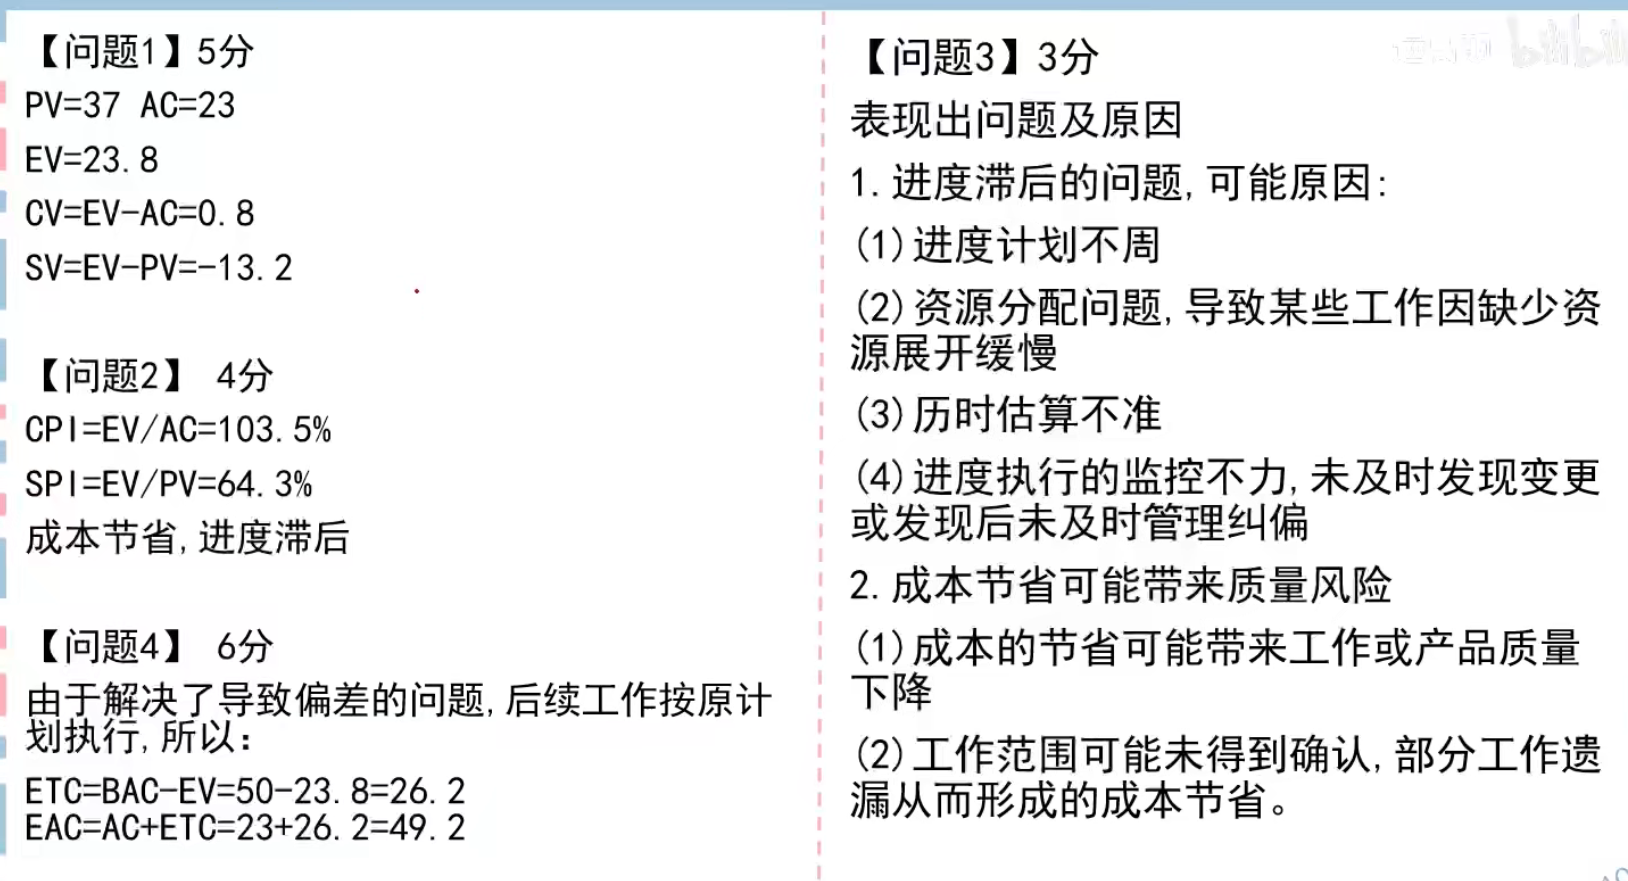 【问题1】5分
PV=37 AC=23
EV=23.8
CV=EV-AC=0.8
SV=EV-PV=-13.2
【问题2】 4分
CPI=EV/AC=103.5%
SPI=EV/PV=64.3%
成本节省,进度滞后
【问题4】 6分
由于解决了导致偏差的问题,后续工作按原计
划执行,所以:
ETC=BAC-EV=50-23.8=26.2
EAC=AC+ETC=23+26.2=49.2
【问题3】3分
表现出问题及原因
1.进度滞后的问题,可能原因:
(1)进度计划不周
(2)资源分配问题,导致某些工作因缺少资
源展开缓慢
(3)历时估算不准
(4)进度执行的监控不力,未及时发现变更
或发现后未及时管理纠偏
2.成本节省可能带来质量风险
(1)成本的节省可能带来工作或产品质量
下降
(2)工作范围可能未得到确认,部分工作遗
漏从而形成的成本节省。